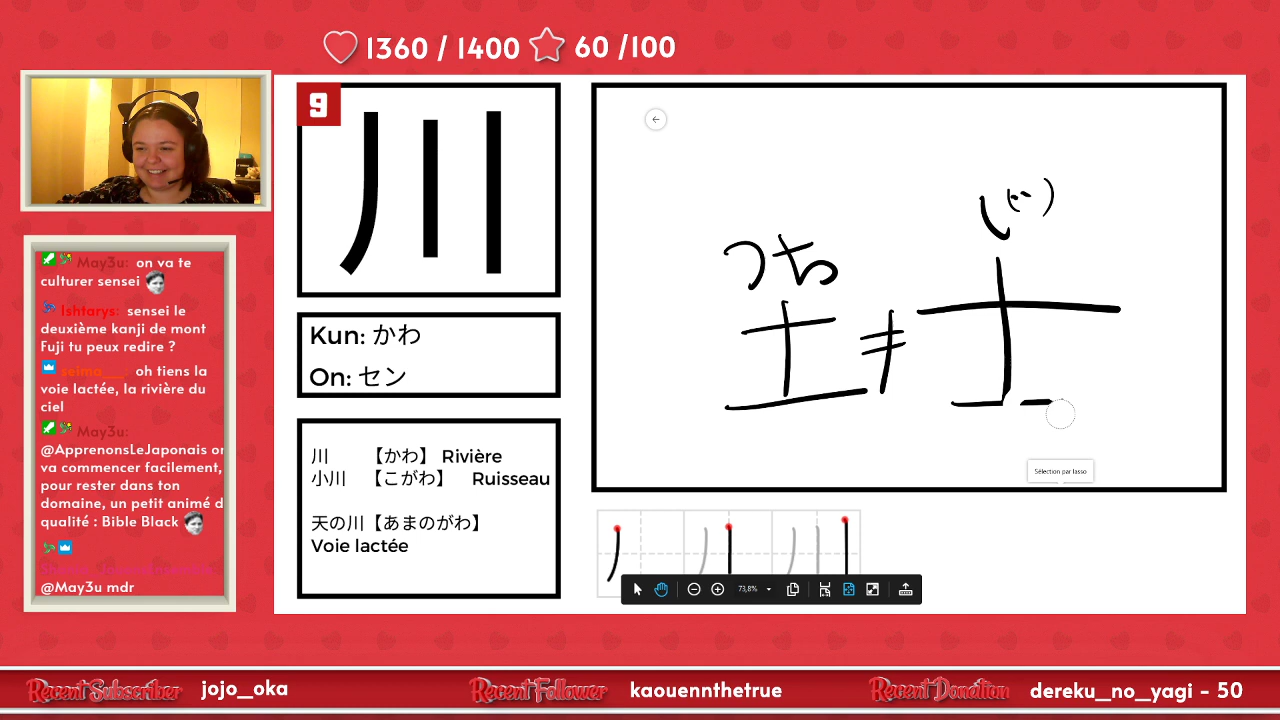 1360 / 1400
60 /100
9
川
Kun: かわ
On: セン
川 【かわ】 Rivière
小川 【こがわ】 Ruisseau
天の川【あまのがわ】
Voie lactée
つち
土 ≠ 士
May3u: on va te
culturer sensei
Ishtarys: sensei le
deuxième kanji de mont
Fuji tu peux redire ?
seima___: oh tiens la
voie lactée, la rivière du
ciel
May3u:
@ApprenonsLeJaponais on
va commencer facilement,
pour rester dans ton
domaine, un petit animé d
qualité : Bible Black
@May3u mdr
Sélection par lasso
73,8%
Recent Subscriber jojo_oka
Recent Follower kaouennthetrue
Recent Donation dereku_no_yagi - 50